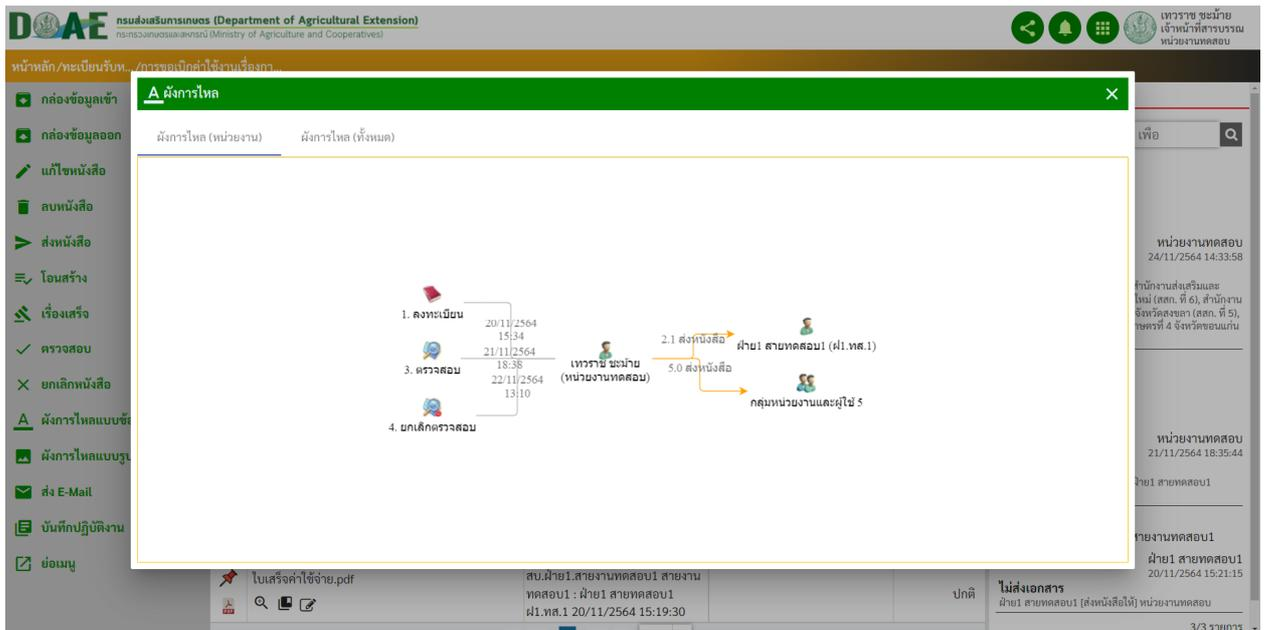 DOAE
กรมส่งเสริมการเกษตร (Department of Agricultural Extension)
กระทรวงเกษตรและสหกรณ์ (Ministry of Agriculture and Cooperatives)
เทวราช ชะม้าย
เจ้าหน้าที่สารบรรณ
หน่วยงานทดสอบ
หน้าหลัก/ทะเบียนรับห.../การขอเบิกค่าใช้งานเรื่องกา...
กล่องข้อมูลเข้า
กล่องข้อมูลออก
แก้ไขหนังสือ
ลบหนังสือ
ส่งหนังสือ
โอนสร้าง
เรื่องเสร็จ
ตรวจสอบ
ยกเลิกหนังสือ
ผังการไหลแบบข้อ
ผังการไหลแบบรูป
ส่ง E-Mail
บันทึกปฏิบัติงาน
ย่อเมนู
A ผังการไหล
ผังการไหล (หน่วยงาน)
ผังการไหล (ทั้งหมด)
1. ลงทะเบียน
20/11/2564
15:34
3. ตรวจสอบ
21/11/2564
18:38
4. ยกเลิกตรวจสอบ
22/11/2564
13:10
เทวราช ชะม้าย
(หน่วยงานทดสอบ)
2.1 ส่งหนังสือ
ฝ่าย1 สายทดสอบ1 (ฝ1.ทส.1)
5.0 ส่งหนังสือ
กลุ่มหน่วยงานและผู้ใช้ 5
เพื่อ
หน่วยงานทดสอบ
24/11/2564 14:33:58
สำนักงานส่งเสริมและ
ใหม่ (สสก. ที่ 6), สำนักงาน
จังหวัดสงขลา (สสก. ที่ 5),
กษตรที่ 4 จังหวัดขอนแก่น
หน่วยงานทดสอบ
21/11/2564 18:35:44
ฝ่าย1 สายทดสอบ1
ายงานทดสอบ1
ฝ่าย1 สายทดสอบ1
20/11/2564 15:21:15
ไม่ส่งเอกสาร
ฝ่าย1 สายทดสอบ1 [ส่งหนังสือให้] หน่วยงานทดสอบ
3/3 รายการ
ใบเสร็จค่าใช้จ่าย.pdf
สบ.ฝ่าย1.สายงานทดสอบ1 สายงาน
ทดสอบ1 : ฝ่าย1 สายทดสอบ1
ฝ1.ทส.1 20/11/2564 15:19:30
ปกติ